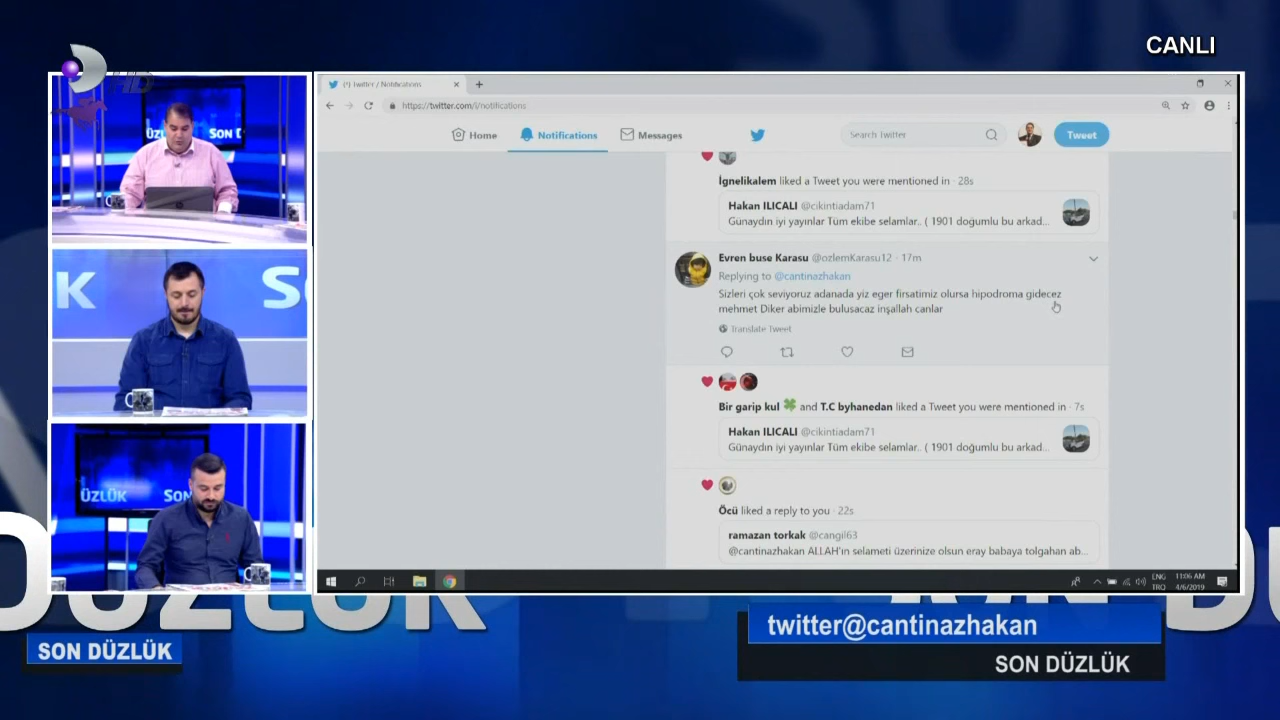 CANLI
HD
ÜZL
SON D
K
S
ÜZLÜK
SON
(*) Twitter / Notifications
https://twitter.com/i/notifications
Home
Notifications
Messages
Search Twitter
Tweet
İgnelikalem liked a Tweet you were mentioned in · 28s
Hakan ILICALI @cikintiadam71
Günaydın iyi yayınlar Tüm ekibe selamlar.. ( 1901 doğumlu bu arkad...
Evren buse Karasu @ozlemKarasu12 · 17m
Replying to @cantinazhakan
Sizleri çok seviyoruz adanada yiz eger firsatimiz olursa hipodroma gidecez
mehmet Diker abimizle bulusacaz inşallah canlar
Translate Tweet
Bir garip kul 🍀 and T.C byhanedan liked a Tweet you were mentioned in · 7s
Hakan ILICALI @cikintiadam71
Günaydın iyi yayınlar Tüm ekibe selamlar.. ( 1901 doğumlu bu arkad...
Öcü liked a reply to you · 22s
ramazan torkak @cangil63
@cantinazhakan ALLAH'ın selameti üzerinize olsun eray babaya tolgahan ab...
ENG
TRQ
11:06 AM
4/6/2019
DÜZLÜK
SON DÜZLÜK
twitter@cantinazhakan
SON DÜZLÜK